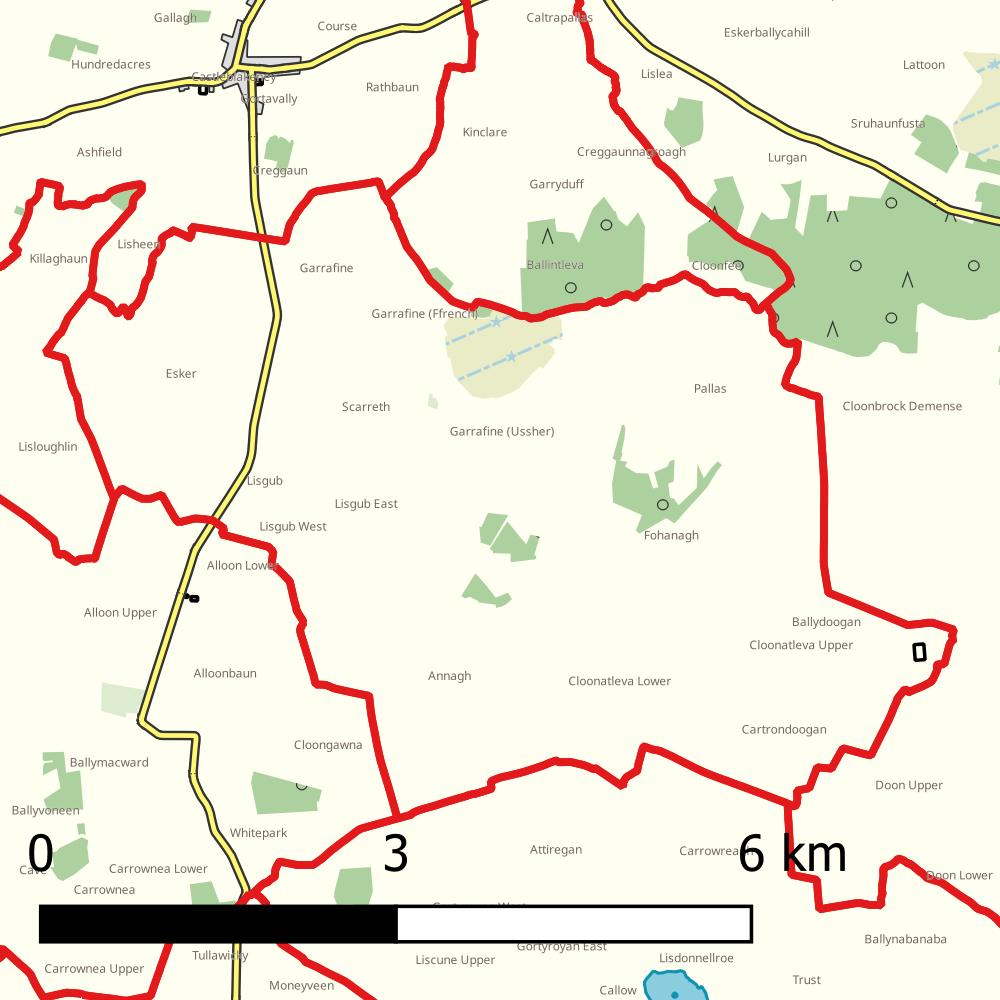 Gallagh
Course
Caltrapallas
Eskerballycahill
Hundredacres
Castleblakeney
Lislea
Lattoon
Rathbaun
Gortavally
Kinclare
Sruhaunfusta
Ashfield
Creggaunnagroagh
Lurgan
Creggaun
Garryduff
Lisheen
Killaghaun
Garrafine
Ballintleva
Cloonfee
Garrafine (Ffrench)
Esker
Pallas
Scarreth
Cloonbrock Demense
Garrafine (Ussher)
Lisloughlin
Lisgub
Lisgub East
Lisgub West
Fohanagh
Alloon Lower
Alloon Upper
Ballydoogan
Cloonatleva Upper
Alloonbaun
Annagh
Cloonatleva Lower
Cartrondoogan
Cloongawna
Ballymacward
Doon Upper
Ballyvoneen
Whitepark
0
3
6 km
Attiregan
Cave
Carrownea Lower
Doon Lower
Carrownea
Ballynabanaba
Gortyroyan East
Tullawicky
Liscune Upper
Lisdonnellroe
Carrownea Upper
Moneyveen
Callow
Trust